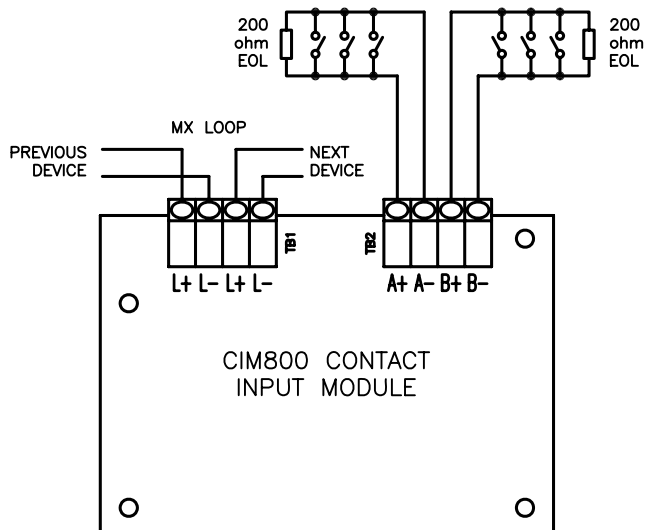 200
ohm
EOL
200
ohm
EOL
MX LOOP
PREVIOUS
DEVICE
NEXT
DEVICE
TB1
TB2
L+ L- L+ L-
A+ A- B+ B-
CIM800 CONTACT
INPUT MODULE